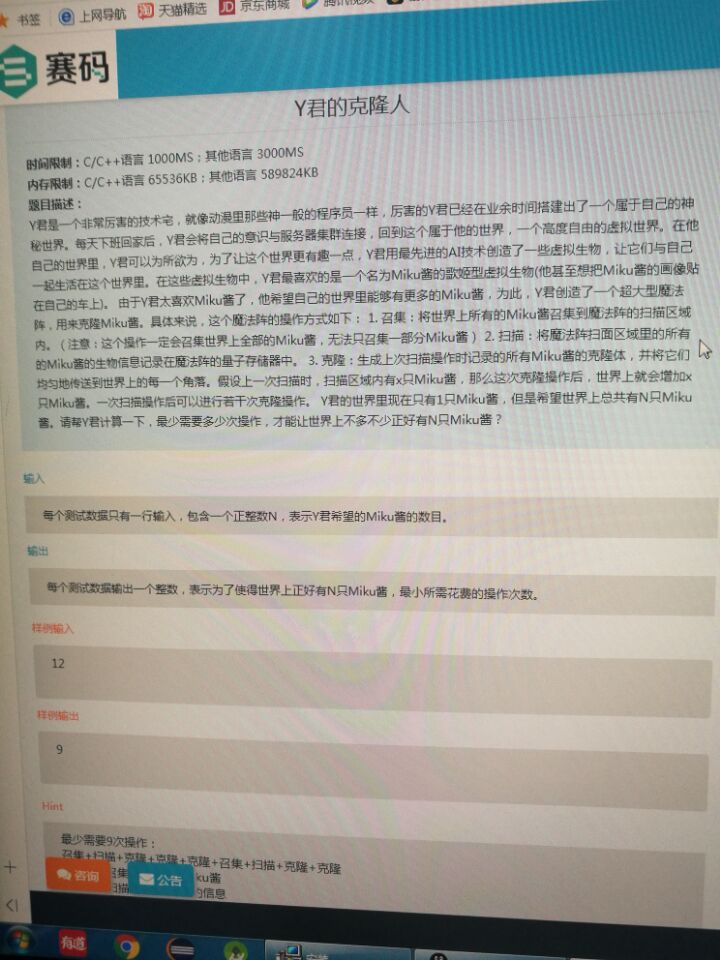 书签 上网导航 淘 天猫精选 JD 京东商城
赛码
Y君的克隆人
时间限制：C/C++语言 1000MS；其他语言 3000MS
内存限制：C/C++语言 65536KB；其他语言 589824KB
题目描述：
Y君是一个非常厉害的技术宅，就像动漫里那些神一般的程序员一样，厉害的Y君已经在业余时间搭建出了一个属于自己的神
秘世界。每天下班回家后，Y君会将自己的意识与服务器集群连接，回到这个属于他的世界，一个高度自由的虚拟世界。在他
自己的世界里，Y君可以为所欲为，为了让这个世界更有趣一点，Y君用最先进的AI技术创造了一些虚拟生物，让它们与自己
一起生活在这个世界里。在这些虚拟生物中，Y君最喜欢的是一个名为Miku酱的歌姬型虚拟生物(他甚至想把Miku酱的画像贴
在自己的车上)。 由于Y君太喜欢Miku酱了，他希望自己的世界里能够有更多的Miku酱，为此，Y君创造了一个超大型魔法
阵，用来克隆Miku酱。具体来说，这个魔法阵的操作方式如下： 1. 召集：将世界上所有的Miku酱召集到魔法阵的扫描区域
内。（注意：这个操作一定会召集世界上全部的Miku酱，无法只召集一部分Miku酱） 2. 扫描：将魔法阵扫面区域里的所有
的Miku酱的生物信息记录在魔法阵的量子存储器中。 3. 克隆：生成上次扫描操作时记录的所有Miku酱的克隆体，并将它们
均匀地传送到世界上的每一个角落。假设上一次扫描时，扫描区域内有x只Miku酱，那么这次克隆操作后，世界上就会增加x
只Miku酱。一次扫描操作后可以进行若干次克隆操作。 Y君的世界里现在只有1只Miku酱，但是希望世界上总共有N只Miku
酱。请帮Y君计算一下，最少需要多少次操作，才能让世界上不多不少正好有N只Miku酱？
输入
每个测试数据只有一行输入，包含一个正整数N，表示Y君希望的Miku酱的数目。
输出
每个测试数据输出一个整数，表示为了使得世界上正好有N只Miku酱，最小所需花费的操作次数。
样例输入
12
样例输出
9
Hint
最少需要9次操作：
召集+扫描+克隆+克隆+克隆+召集+扫描+克隆+克隆
ku酱
的信息
咨询 公告
有道